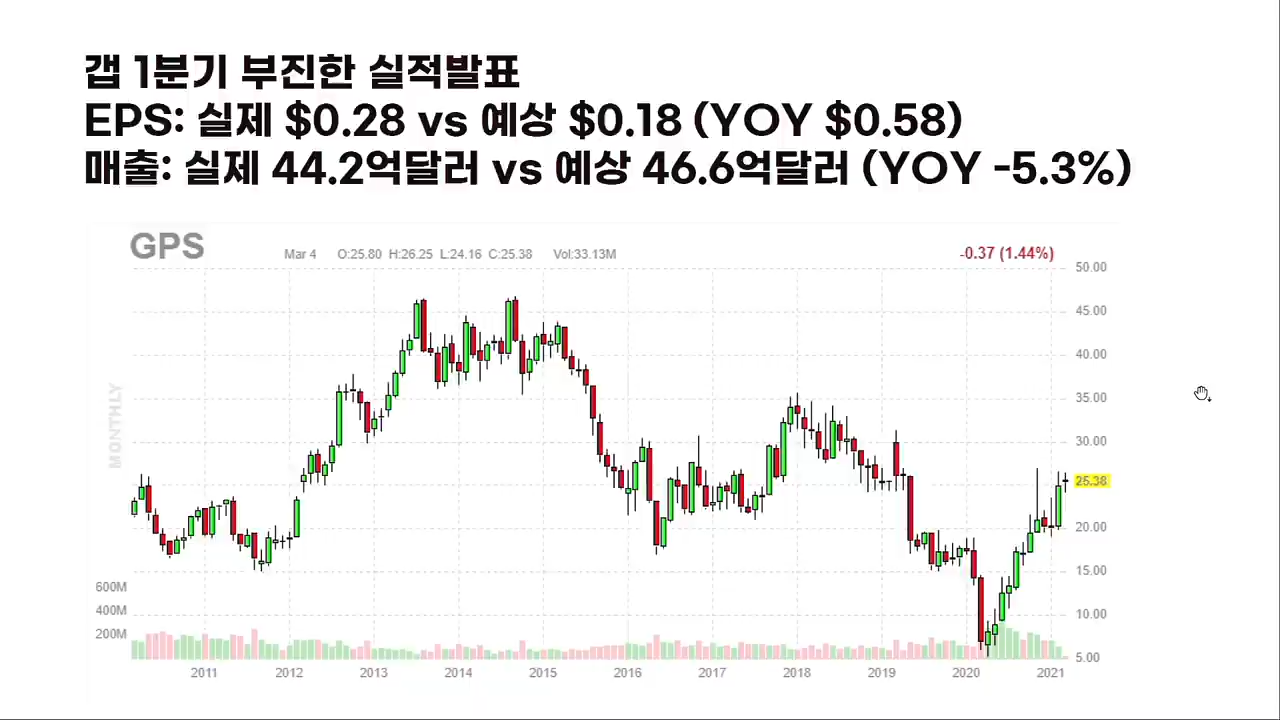 갭 1분기 부진한 실적발표
EPS: 실제 $0.28 vs 예상 $0.18 (YOY $0.58)
매출: 실제 44.2억달러 vs 예상 46.6억달러 (YOY -5.3%)
GPS
Mar 4 O:25.80 H:26.25 L:24.16 C:25.38 Vol:33.13M
-0.37 (1.44%)
50.00
45.00
40.00
35.00
30.00
25.38
20.00
15.00
10.00
5.00
MONTHLY
600M
400M
200M
2011 2012 2013 2014 2015 2016 2017 2018 2019 2020 2021